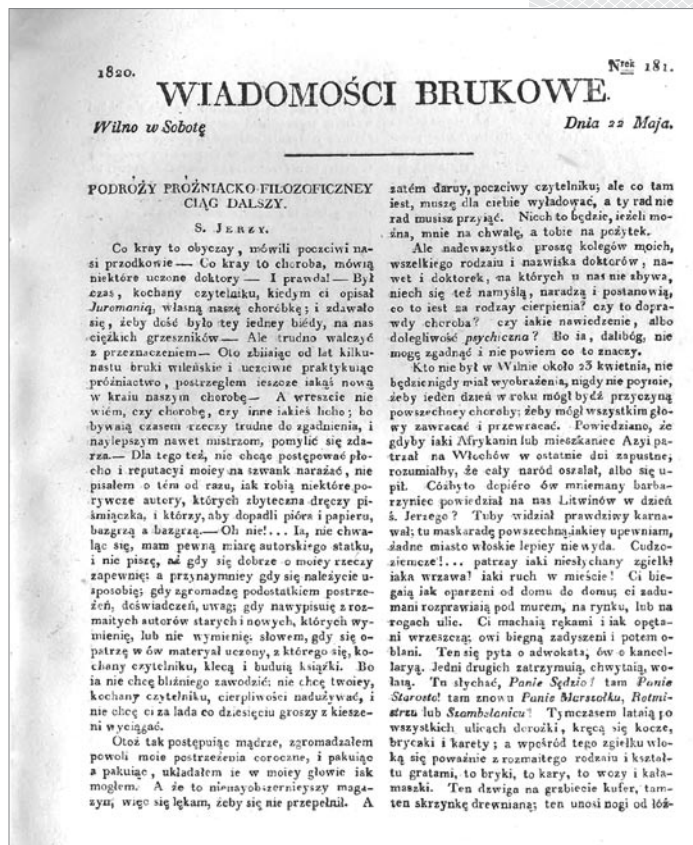 1820.
Nrek 181.
WIADOMOŚCI BRUKOWE.
Wilno w Sobotę
Dnia 22 Maja.
PODRÓŻY PRÓŻNIACKO-FILOZOFICZNEY
CIĄG DALSZY.
S. JERZY.
Co kray to obyczay, mówili poczciwi na-
si przodkowie — Co kray to choroba, mówią
niektóre uczone doktory — I prawda! — Był
czas, kochany czytelniku, kiedym ci opisał
Juromanią, własną naszę choróbkę; i zdawało
się, żeby dość było tey iedney biédy, na nas
ciężkich grzeszników — Ale trudno walczyć
z przeznaczeniem — Oto zbiiaiąc od lat kilku-
nastu bruki wileńskie i uczciwie praktykuiąc
próżniactwo, postrzegłem ieszcze iakąś nową
w kraiu naszym chorobę — A wreszcie nie
wiém, czy chorobę, czy inne iakieś licho; bo
bywaią czasem rzeczy trudne do zgadnienia, i
naylepszym nawet mistrzom, pomylić się zda-
rza. — Dla tego też, nie chcąc postępować pło-
cho i reputacyi moiey na szwank narażać, nie
pisałem o tém od razu, iak robią niektóre po-
rywcze autory, których zbyteczna dręczy pi-
śmiączka, i którzy, aby dopadli pióra i papieru,
bazgrzą a bazgrzą. — Oh nie!... Ia, nie chwa-
ląc się, mam pewną miarę autorskiego statku,
i nie piszę, aż gdy się dobrze o moiey rzeczy
zapewnię: a przynaymniey gdy się należycie u-
sposobię; gdy zgromadzę podostatkiem postrze-
żeń, doświadczeń, uwag; gdy nawypisuię z roz-
maitych autorów starych i nowych, których wy-
mienię, lub nie wymienię: słowem, gdy się o-
patrzę w ów materyał uczony, z którego się, ko-
chany czytelniku, klecą i buduią książki. Bo
ia nie chcę bliźniego zawodzić; nie chcę twoiey,
kochany czytelniku, cierpliwości nadużywać, i
nie chcę ci za lada co dziesięciu groszy z kiesze-
ni wyciągać.
Otóż tak postępuiąc mądrze, zgromadzałem
powoli moie postrzeżenia coroczne, i pakuiąc
a pakuiąc, układałem ie w moiey głowie iak
mogłem. A że to nienayobszernieyszy maga-
zyn, więc się lękam, żeby się nie przepełnił. A
zatém daruy, poczciwy czytelniku; ale co tam
iest, muszę dla ciebie wyładować, a ty rad nie
rad musisz przyiąć. Niech to będzie, ieżeli mo-
żna, mnie na chwałę, a tobie na pożytek.
Ale nadewszystko proszę kolegów moich,
wszelkiego rodzaiu i nazwiska doktorów, na-
wet i doktorek, na których u nas nie zbywa,
niech się też namyślą, naradzą i postanowią,
co to iest za rodzay cierpienia? czy to dopra-
wdy choroba? czy iakie nawiedzenie, albo
dolegliwość psychiczna? Bo ia, dalibóg, nie
mogę zgadnąć i nie powiem co to znaczy.
Kto nie był w Wilnie około 23 kwietnia, nie
będzie nigdy miał wyobrażenia, nigdy nie poymie,
żeby ieden dzień w roku mógł bydź przyczyną
powszechney choroby; żeby mógł wszystkim gło-
wy zawracać i przewracać. Powiedziano, że
gdyby iaki Afrykanin lub mieszkaniec Azyi pa-
trzał na Włochów w ostatnie dni zapustne,
rozumiałby, że cały naród oszalał, albo się u-
pił. Cóżby to dopiéro ów mniemany barba-
rzyniec powiedział na nas Litwinów w dzień
ś. Jerzego? Tuby widział prawdziwy karna-
wał; tu maskaradę powszechną, iakiey upewniam,
żadne miasto włoskie lepiey nie wyda. Cudzo-
ziemcze!... patrzay iaki niesłychany zgiełk!
iaka wrzawa! iaki ruch w mieście! Ci bie-
gaią iak oparzeni od domu do domu; ci zadu-
mani rozprawiaią pod murem, na rynku, lub na
rogach ulic. Ci machaią rękami i iak opęta-
ni wrzeszczą; owi biegną zadyszeni i potem o-
blani. Ten się pyta o adwokata, ów o kancel-
laryą. Jedni drugich zatrzymuią, chwytaią, wo-
łaią. Tu słychać, Panie Sędzio! tam Panie
Starosto! tam znowu Panie Marszałku, Rotmi-
strzu lub Szambelanicu! Tymczasem lataią po
wszystkich ulicach dorożki, kręcą się kocze,
bryczki i karety; a wpośród tego zgiełku wlo-
ką się poważnie z rozmaitego rodzaiu i kształ-
tu gratami, to bryki, to kary, to wozy i kała-
maszki. Ten dzwiga na grzbiecie kufer, tam-
ten skrzynkę drewnianą; ten unosi nogi od łóż-